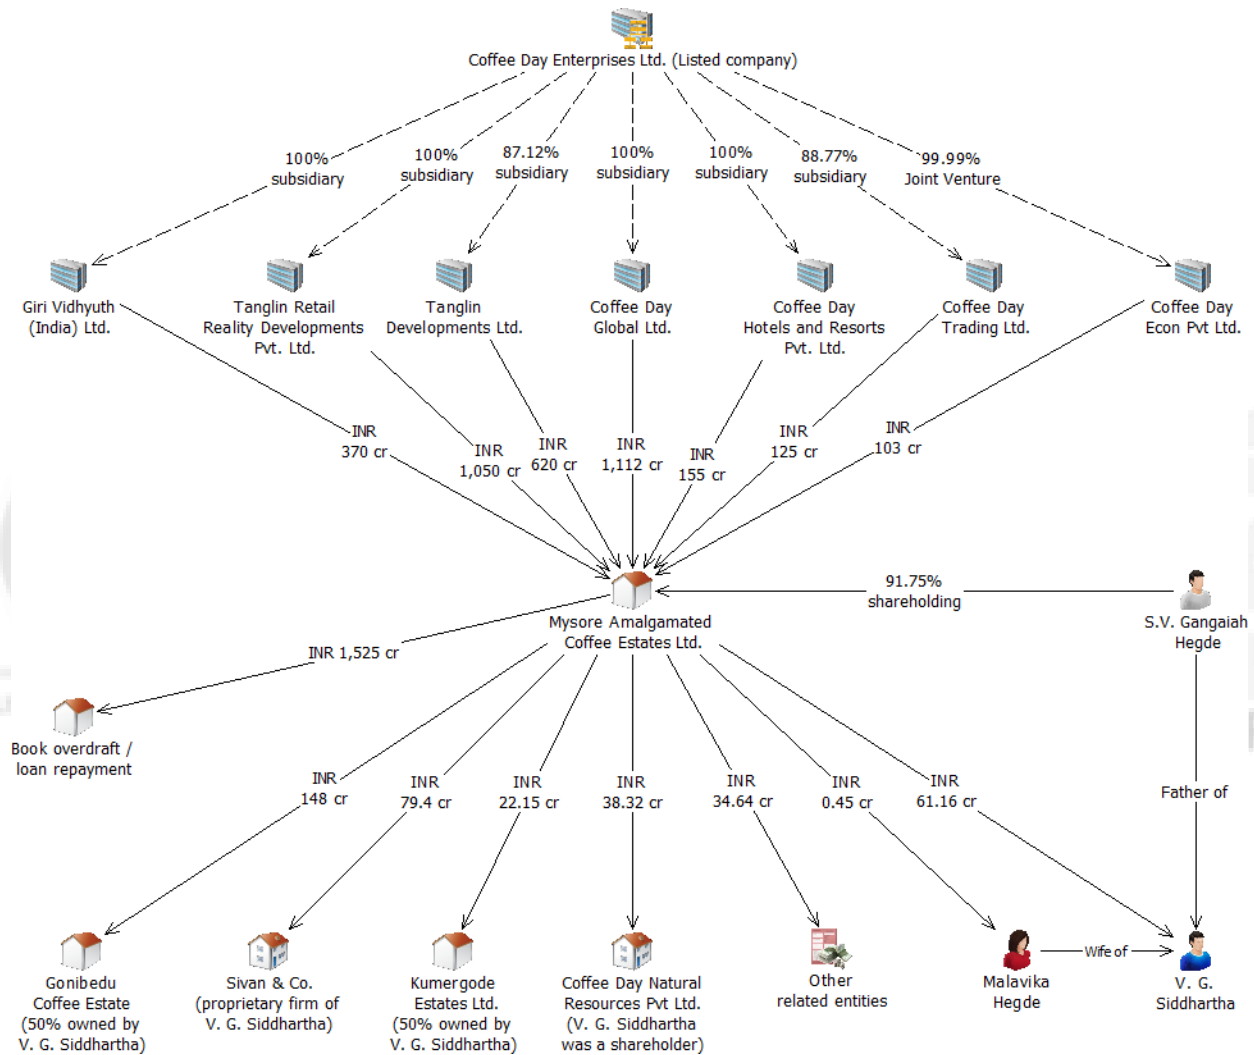 Coffee Day Enterprises Ltd. (Listed company)
100%
subsidiary
100%
subsidiary
87.12%
subsidiary
100%
subsidiary
100%
subsidiary
88.77%
subsidiary
99.99%
Joint Venture
Giri Vidhyuth
(India) Ltd.
Tanglin Retail
Reality Developments
Pvt. Ltd.
Tanglin
Developments Ltd.
Coffee Day
Global Ltd.
Coffee Day
Hotels and Resorts
Pvt. Ltd.
Coffee Day
Trading Ltd.
Coffee Day
Econ Pvt Ltd.
INR
370 cr
INR
1,050 cr
INR
620 cr
INR
1,112 cr
INR
155 cr
INR
125 cr
INR
103 cr
Mysore Amalgamated
Coffee Estates Ltd.
91.75%
shareholding
S.V. Gangaiah
Hegde
INR 1,525 cr
Book overdraft /
loan repayment
INR
148 cr
INR
79.4 cr
INR
22.15 cr
INR
38.32 cr
INR
34.64 cr
INR
0.45 cr
INR
61.16 cr
Father of
Gonibedu
Coffee Estate
(50% owned by
V. G. Siddhartha)
Sivan & Co.
(proprietary firm of
V. G. Siddhartha)
Kumergode
Estates Ltd.
(50% owned by
V. G. Siddhartha)
Coffee Day Natural
Resources Pvt Ltd.
(V. G. Siddhartha
was a shareholder)
Other
related entities
Malavika
Hegde
Wife of
V. G.
Siddhartha